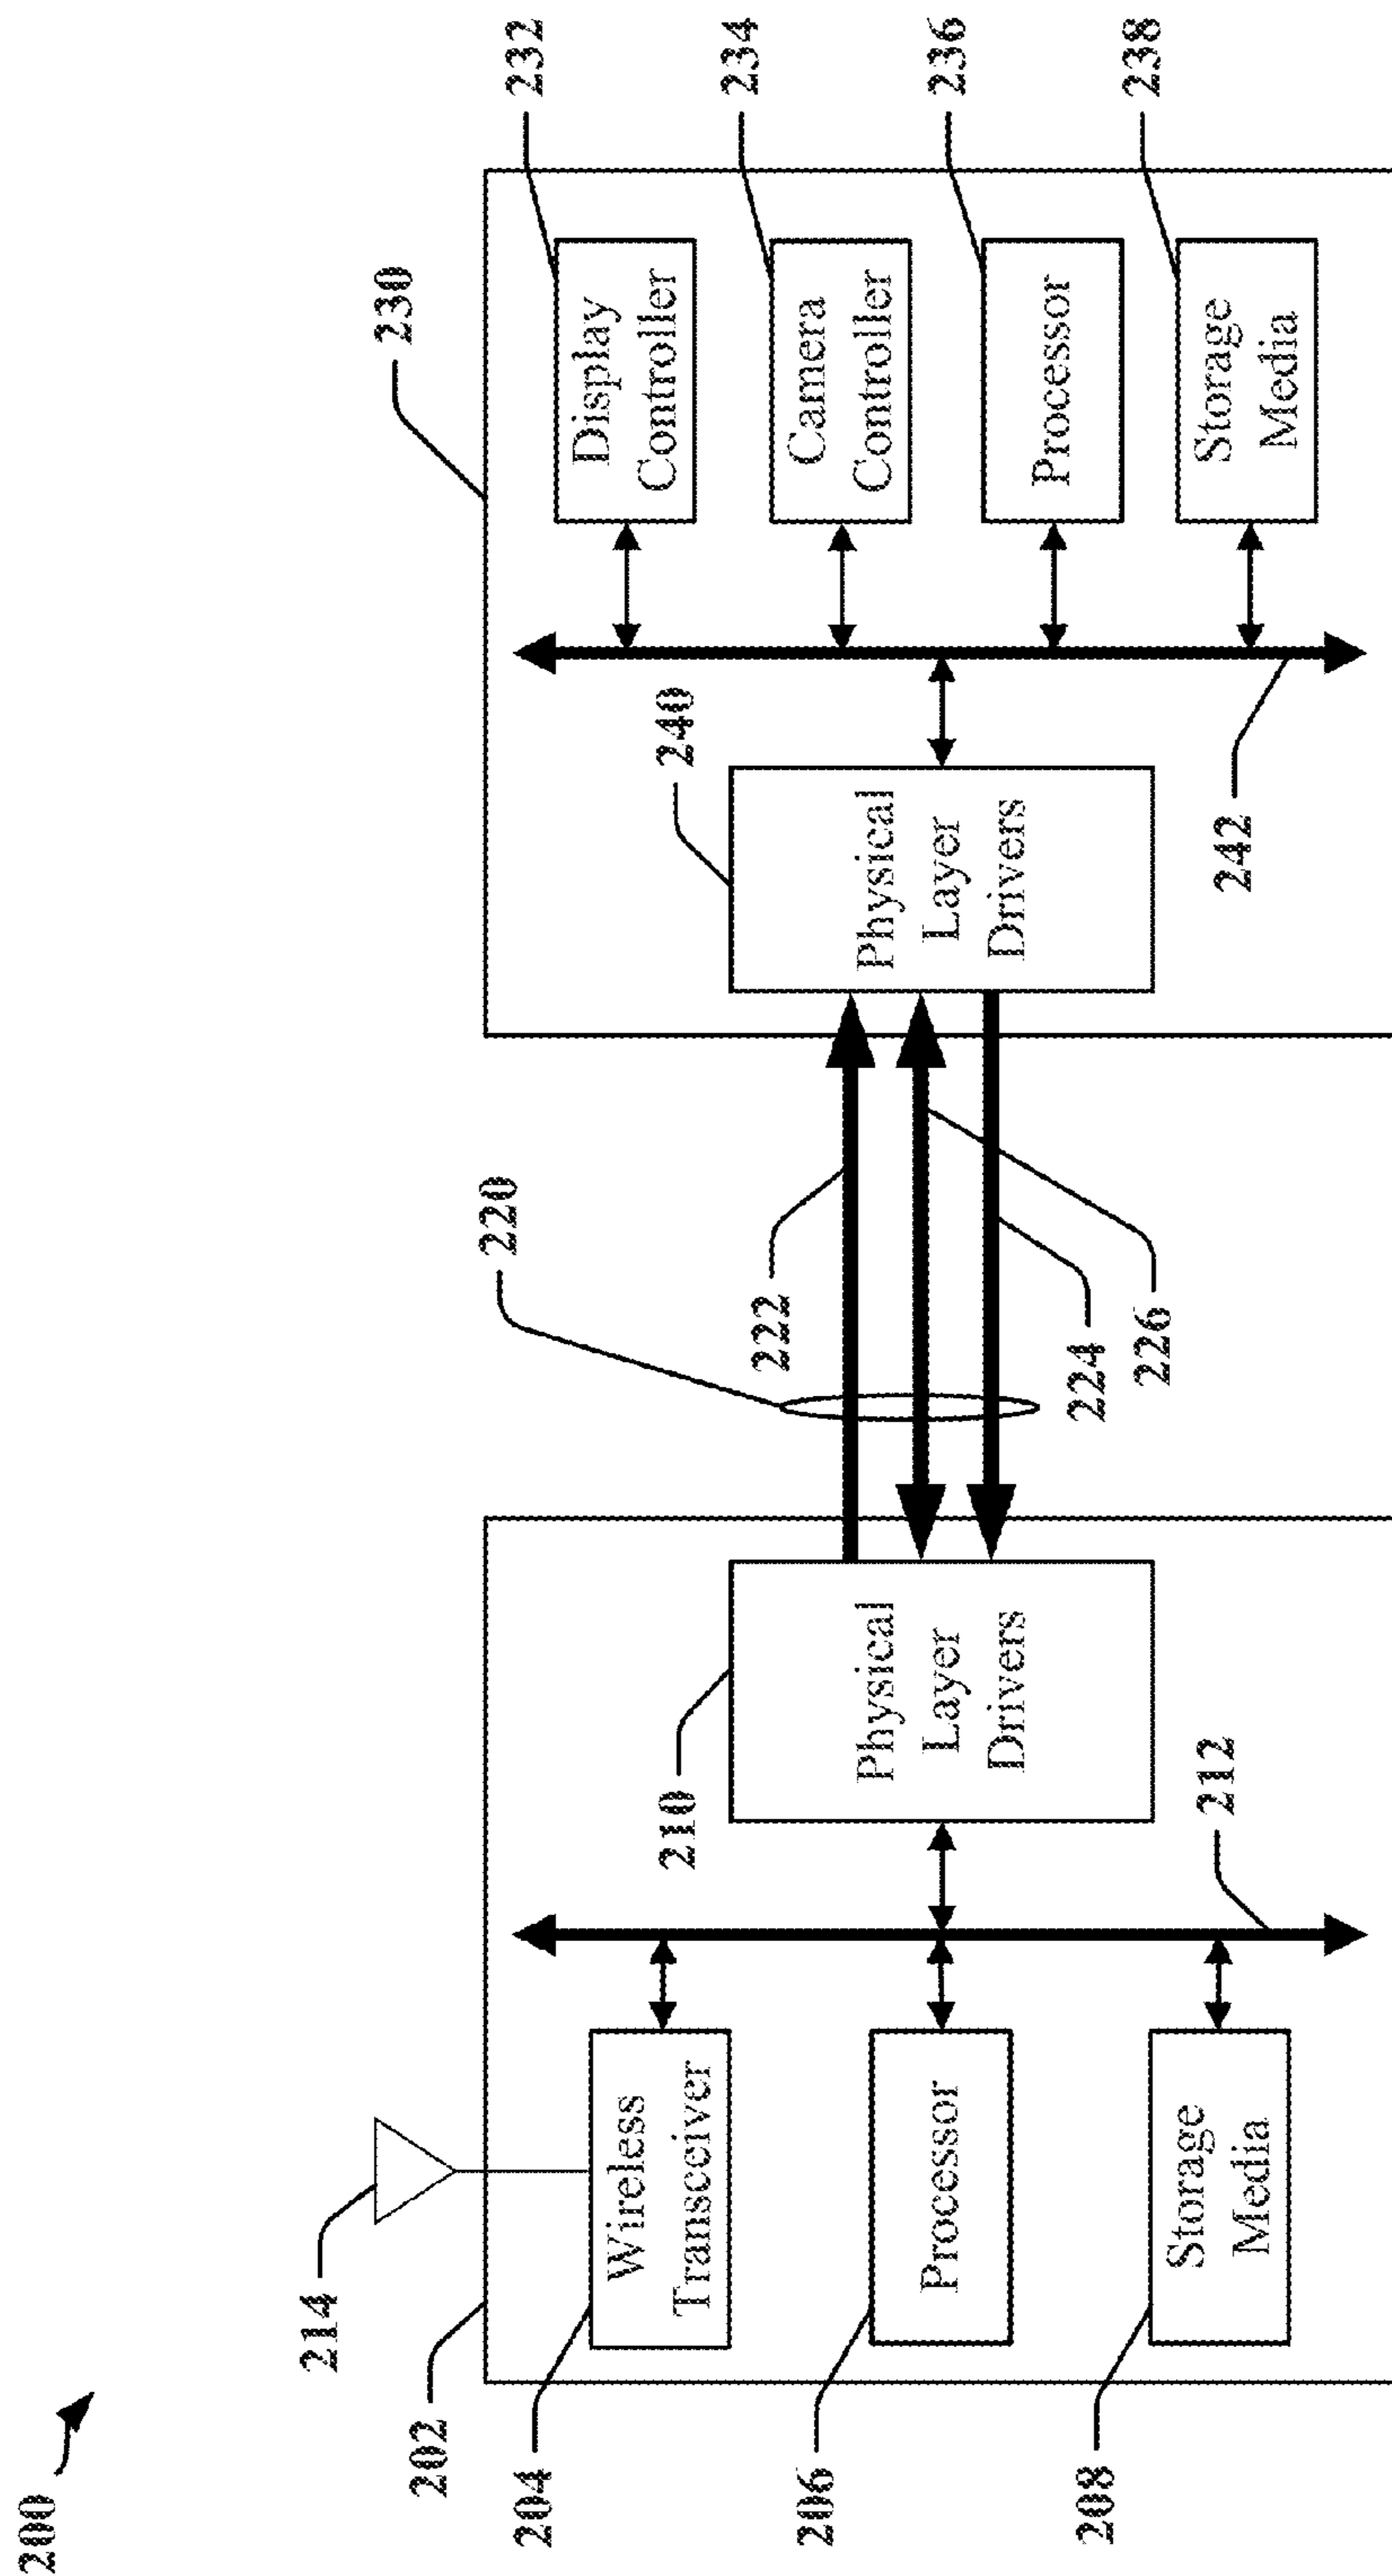 200
214
202
204
Wireless
Transceiver
206
Processor
208
Storage
Media
210
Physical
Layer
Drivers
212
220
222
224
226
230
240
Physical
Layer
Drivers
242
232
Display
Controller
234
Camera
Controller
236
Processor
238
Storage
Media